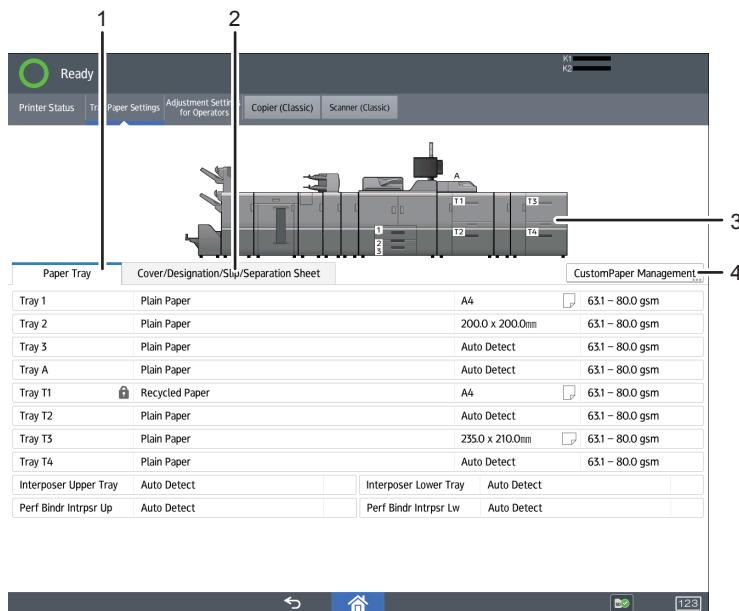 1 2
Ready
K1
K2
Printer Status Tray Paper Settings Adjustment Settings for Operators Copier (Classic) Scanner (Classic)
A
T1 T3
3
1 T2 T4
2
3
Paper Tray Cover/Designation/Slip/Separation Sheet CustomPaper Management... 4
Tray 1 Plain Paper A4 63.1 – 80.0 gsm
Tray 2 Plain Paper 200.0 x 200.0mm 63.1 – 80.0 gsm
Tray 3 Plain Paper Auto Detect 63.1 – 80.0 gsm
Tray A Plain Paper Auto Detect 63.1 – 80.0 gsm
Tray T1 Recycled Paper A4 63.1 – 80.0 gsm
Tray T2 Plain Paper Auto Detect 63.1 – 80.0 gsm
Tray T3 Plain Paper 235.0 x 210.0mm 63.1 – 80.0 gsm
Tray T4 Plain Paper Auto Detect 63.1 – 80.0 gsm
Interposer Upper Tray Auto Detect Interposer Lower Tray Auto Detect
Perf Bindr Intrpsr Up Auto Detect Perf Bindr Intrpsr Lw Auto Detect
123